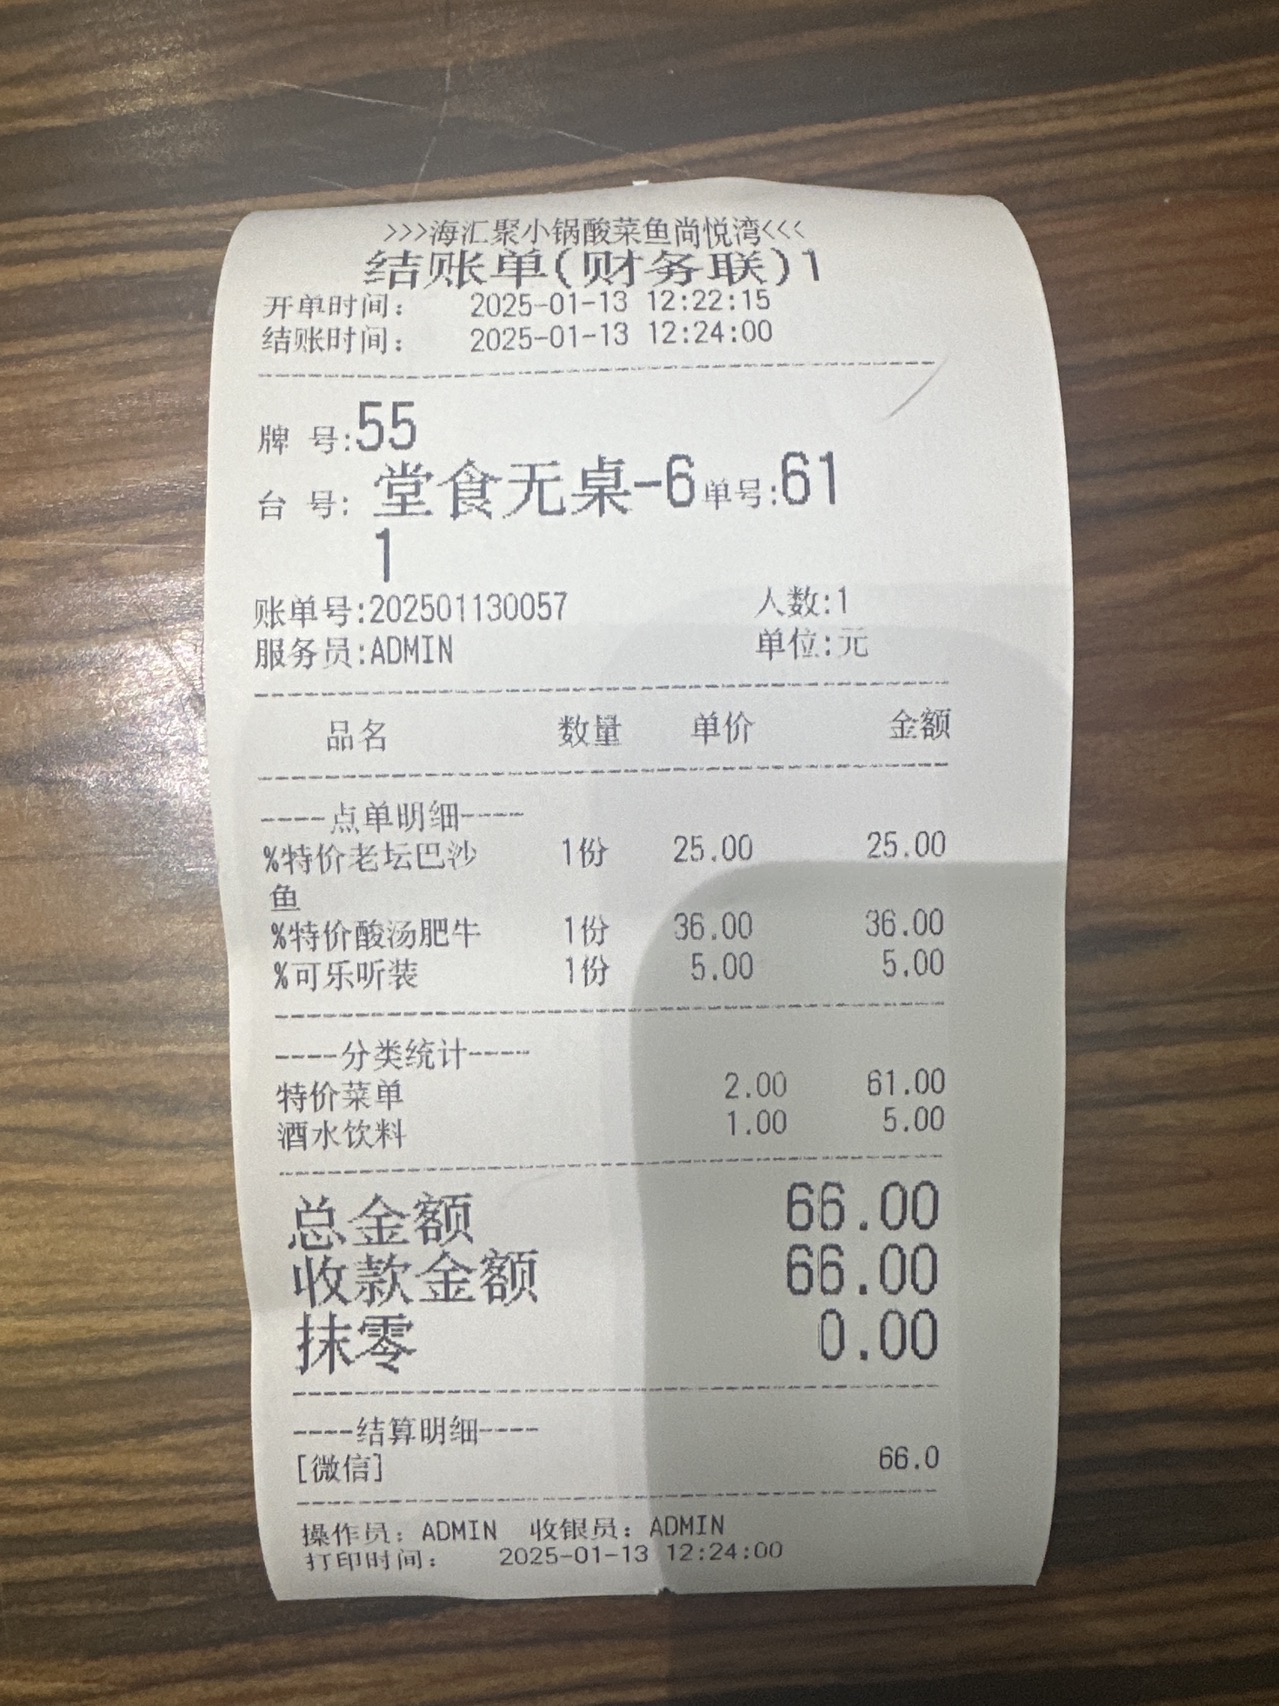 >>>海汇聚小锅酸菜鱼尚悦湾<<<
结账单(财务联)1
开单时间: 2025-01-13 12:22:15
结账时间: 2025-01-13 12:24:00
牌 号:55
台 号: 堂食无桌-6 单号:61
1
账单号:202501130057 人数:1
服务员:ADMIN 单位:元
品名 数量 单价 金额
----点单明细----
%特价老坛巴沙 1份 25.00 25.00
鱼
%特价酸汤肥牛 1份 36.00 36.00
%可乐听装 1份 5.00 5.00
----分类统计----
特价菜单 2.00 61.00
酒水饮料 1.00 5.00
总金额 66.00
收款金额 66.00
抹零 0.00
----结算明细----
[微信] 66.0
操作员: ADMIN 收银员: ADMIN
打印时间: 2025-01-13 12:24:00